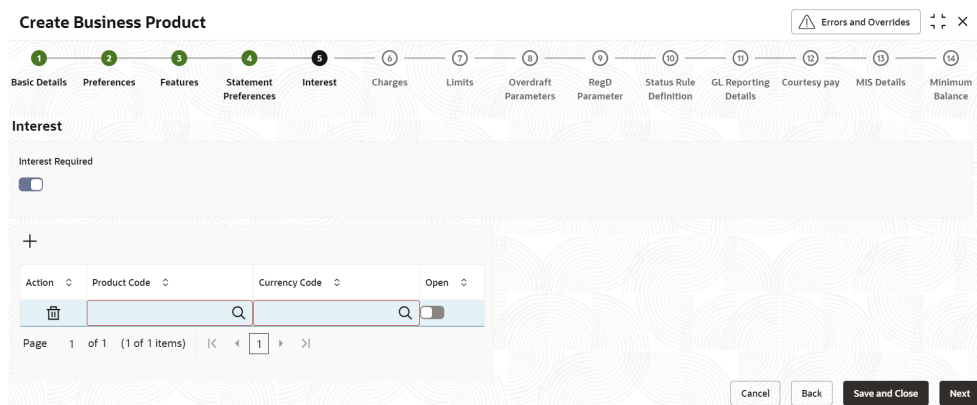 Create Business Product
Errors and Overrides
1 2 3 4 5 6 7 8 9 10 11 12 13 14
Basic Details Preferences Features Statement Preferences Interest Charges Limits Overdraft Parameters RegD Parameter Status Rule Definition GL Reporting Details Courtesy pay MIS Details Minimum Balance
Interest
Interest Required
Action Product Code Currency Code Open
Page 1 of 1 (1 of 1 items) 1
Cancel Back Save and Close Next